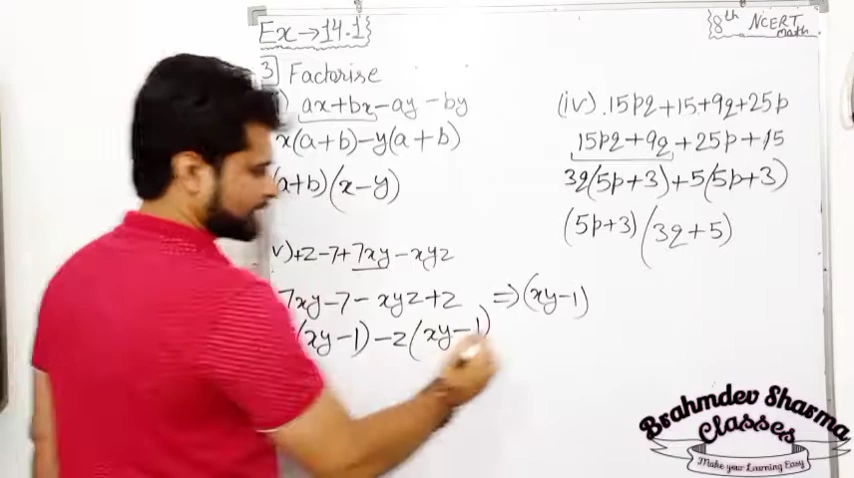 Ex→14.1
8th NCERT math
3 Factorise
) ax+bx-ay-by
x(a+b)-y(a+b)
(a+b)(x-y)
(iv).15pq+15+9q+25p
15pq+9q+25p+15
3q(5p+3)+5(5p+3)
(5p+3)(3q+5)
v)+z-7+7xy-xyz
7xy-7-xyz+z ⇒(xy-1)
(xy-1)-z(xy-1)
Brahmdev Sharma
Classes
Make your Learning Easy